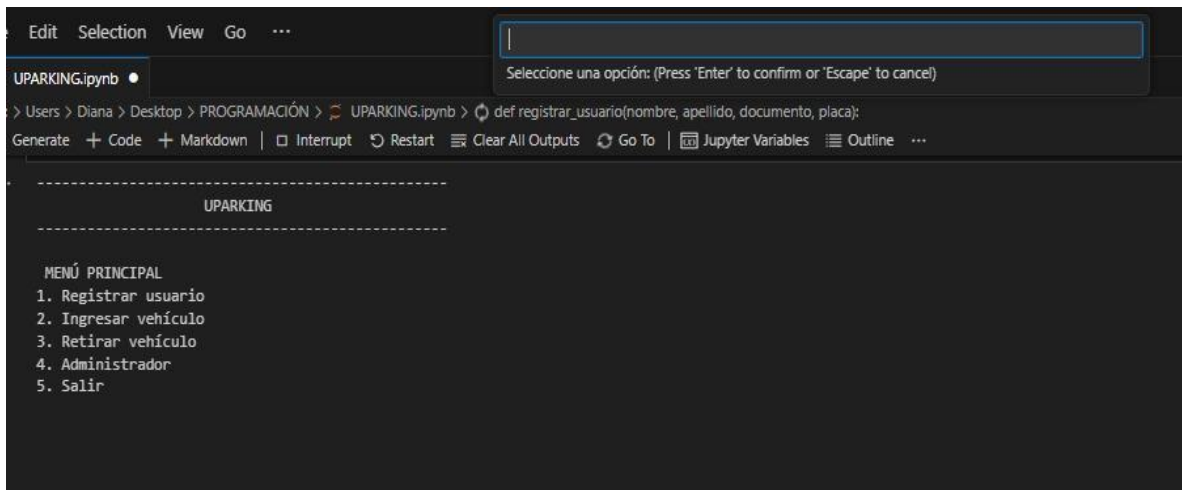 Edit Selection View Go ...
UPARKING.ipynb ●
Seleccione una opción: (Press 'Enter' to confirm or 'Escape' to cancel)
> Users > Diana > Desktop > PROGRAMACIÓN > UPARKING.ipynb > def registrar_usuario(nombre, apellido, documento, placa):
Generate + Code + Markdown | Interrupt Restart Clear All Outputs Go To | Jupyter Variables Outline ...
-------------------------------------------------
UPARKING
-------------------------------------------------
MENÚ PRINCIPAL
1. Registrar usuario
2. Ingresar vehículo
3. Retirar vehículo
4. Administrador
5. Salir